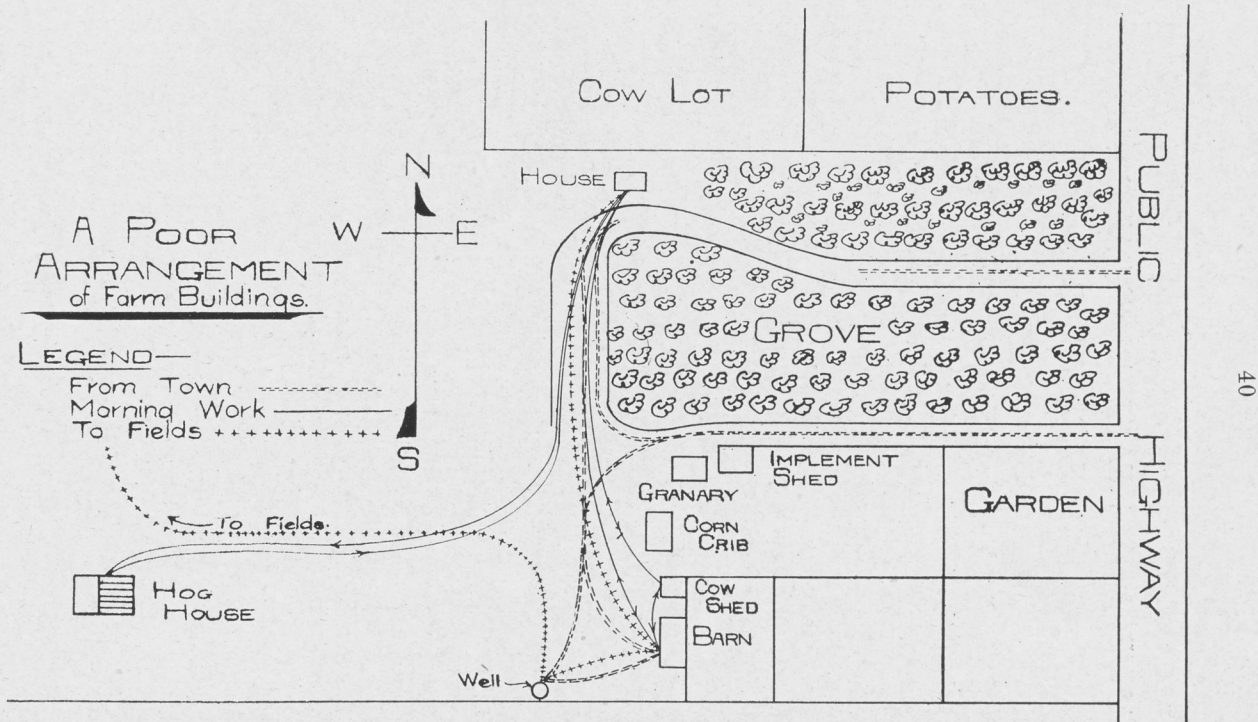 COW LOT
POTATOES.
PUBLIC
HIGHWAY
HOUSE
N
W
E
S
A POOR
ARRANGEMENT
of Farm Buildings.
LEGEND—
From Town
Morning Work
To Fields
GROVE
40
IMPLEMENT
SHED
GRANARY
GARDEN
CORN
CRIB
To Fields.
HOG
HOUSE
COW
SHED
BARN
Well